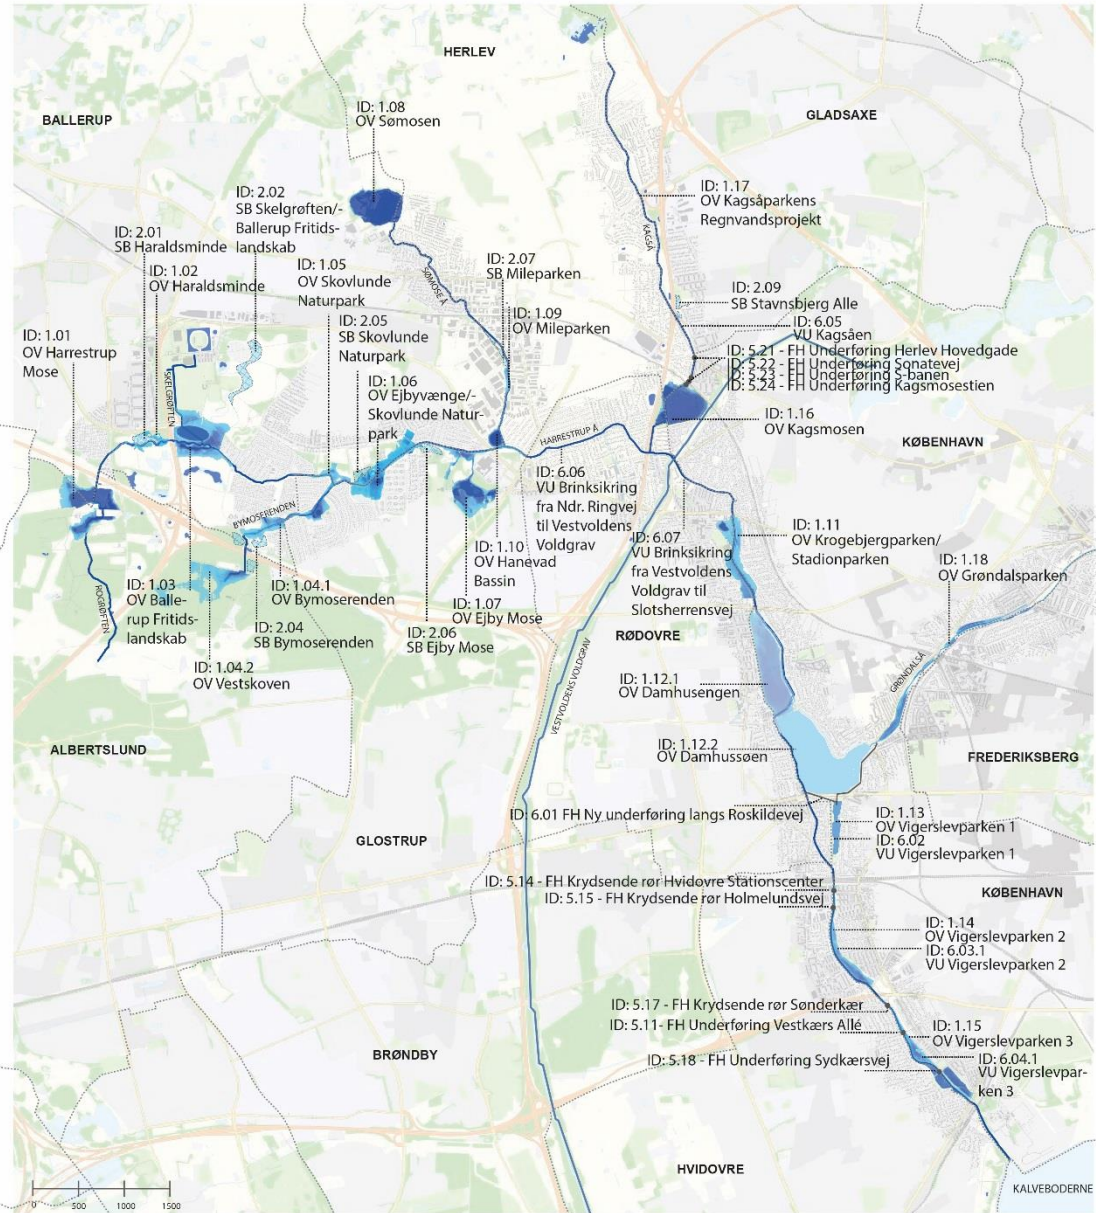 HERLEV
BALLERUP
GLADSAXE
ID: 1.08
OV Sømosen
ID: 1.17
OV Kagsåparkens
Regnvandsprojekt
KAGSÅ
ID: 2.02
SB Skelgrøften/-
Ballerup Fritids-
landskab
ID: 2.01
SB Haraldsminde
ID: 1.02
OV Haraldsminde
ID: 1.05
OV Skovlunde
Naturpark
SØMOSE Å
ID: 2.07
SB Mileparken
ID: 1.09
OV Mileparken
ID: 2.09
SB Stavnsbjerg Alle
ID: 6.05
VU Kagsåen
ID: 5.21 - FH Underføring Herlev Hovedgade
ID: 5.22 - FH Underføring Sonatevej
ID: 5.23 - FH Underføring S-banen
ID: 5.24 - FH Underføring Kagsmosestien
ID: 1.01
OV Harrestrup
Mose
ID: 2.05
SB Skovlunde
Naturpark
ID: 1.06
OV Ejbyvænge/-
Skovlunde Natur-
park
SKELGRØFTEN
ID: 1.16
OV Kagsmosen
KØBENHAVN
HARRESTRUP Å
ID: 6.06
VU Brinksikring
fra Ndr. Ringvej
til Vestvoldens
Voldgrav
BYMOSERENDEN
ID: 6.07
VU Brinksikring
fra Vestvoldens
Voldgrav til
Slotsherrensvej
ID: 1.11
OV Krogebjergparken/
Stadionparken
ID: 1.18
OV Grøndalsparken
ID: 1.10
OV Hanevad
Bassin
ID: 1.03
OV Balle-
rup Fritids-
landskab
ID: 1.04.1
OV Bymoserenden
ID: 1.07
OV Ejby Mose
ID: 2.04
SB Bymoserenden
ID: 2.06
SB Ejby Mose
ROGRØFTEN
ID: 1.04.2
OV Vestskoven
RØDOVRE
VESTVOLDENS VOLDGRAV
GRØNDALSÅ
ID: 1.12.1
OV Damhusengen
ALBERTSLUND
ID: 1.12.2
OV Damhussøen
FREDERIKSBERG
ID: 6.01 FH Ny underføring langs Roskildevej
ID: 1.13
OV Vigerslevparken 1
ID: 6.02
VU Vigerslevparken 1
GLOSTRUP
ID: 5.14 - FH Krydsende rør Hvidovre Stationscenter
ID: 5.15 - FH Krydsende rør Holmelundsvej
KØBENHAVN
ID: 1.14
OV Vigerslevparken 2
ID: 6.03.1
VU Vigerslevparken 2
ID: 5.17 - FH Krydsende rør Sønderkær
ID: 5.11- FH Underføring Vestkærs Allé
ID: 1.15
OV Vigerslevparken 3
BRØNDBY
ID: 5.18 - FH Underføring Sydkærsvej
ID: 6.04.1
VU Vigerslevpar-
ken 3
HVIDOVRE
KALVEBODERNE
0 500 1000 1500